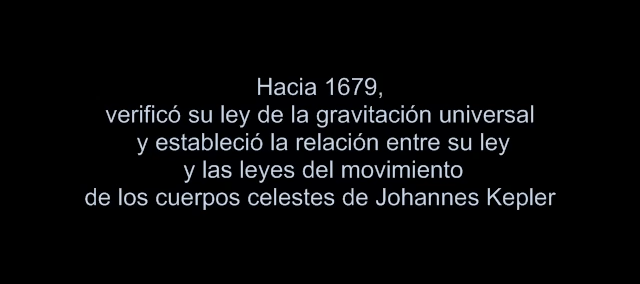 Hacia 1679,
verificó su ley de la gravitación universal
y estableció la relación entre su ley
y las leyes del movimiento
de los cuerpos celestes de Johannes Kepler